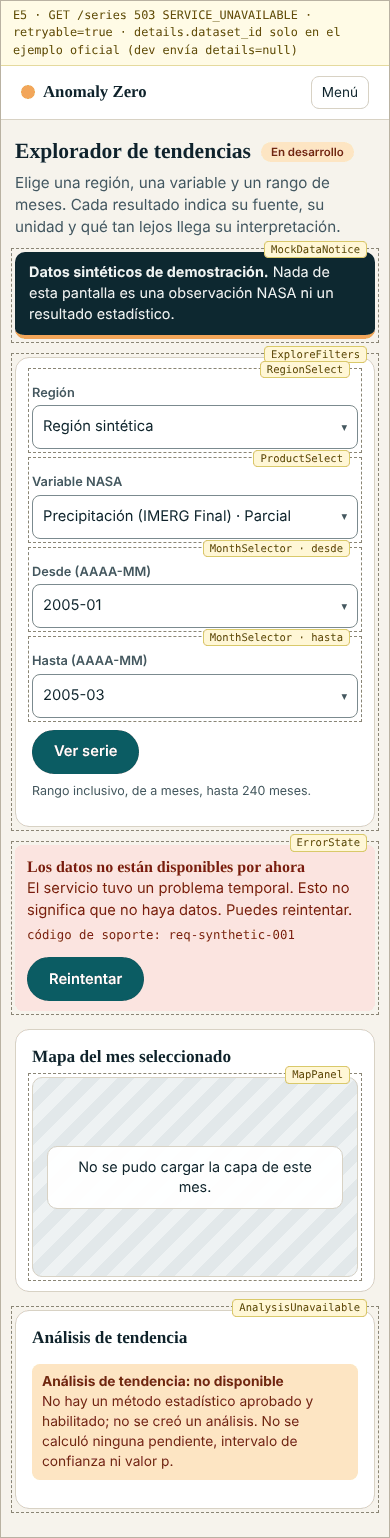 E5 · GET /series 503 SERVICE_UNAVAILABLE ·
retryable=true · details.dataset_id solo en el
ejemplo oficial (dev envía details=null)
Anomaly Zero
Menú
Explorador de tendencias
En desarrollo
Elige una región, una variable y un rango de
meses. Cada resultado indica su fuente, su
unidad y qué tan lejos llega su interpretación.
MockDataNotice
Datos sintéticos de demostración. Nada de
esta pantalla es una observación NASA ni un
resultado estadístico.
ExploreFilters
RegionSelect
Región
Región sintética
ProductSelect
Variable NASA
Precipitación (IMERG Final) · Parcial
MonthSelector · desde
Desde (AAAA-MM)
2005-01
MonthSelector · hasta
Hasta (AAAA-MM)
2005-03
Ver serie
Rango inclusivo, de a meses, hasta 240 meses.
ErrorState
Los datos no están disponibles por ahora
El servicio tuvo un problema temporal. Esto no
significa que no haya datos. Puedes reintentar.
código de soporte: req-synthetic-001
Reintentar
Mapa del mes seleccionado
MapPanel
No se pudo cargar la capa de este
mes.
AnalysisUnavailable
Análisis de tendencia
Análisis de tendencia: no disponible
No hay un método estadístico aprobado y
habilitado; no se creó un análisis. No se
calculó ninguna pendiente, intervalo de
confianza ni valor p.